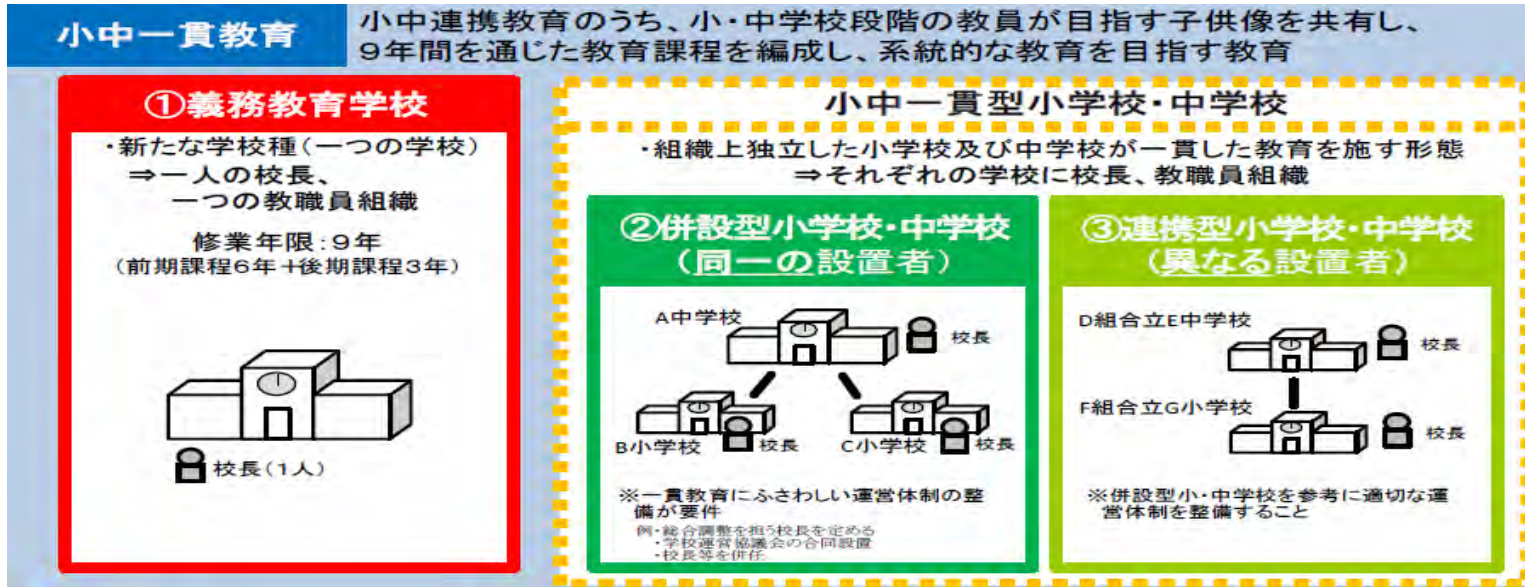 小中一貫教育
小中連携教育のうち、小・中学校段階の教員が目指す子供像を共有し、
9年間を通じた教育課程を編成し、系統的な教育を目指す教育
①義務教育学校
・新たな学校種(一つの学校)
⇒一人の校長、
一つの教職員組織
修業年限:9年
(前期課程6年+後期課程3年)
校長(1人)
小中一貫型小学校・中学校
・組織上独立した小学校及び中学校が一貫した教育を施す形態
⇒それぞれの学校に校長、教職員組織
②併設型小学校・中学校
(同一の設置者)
A中学校
校長
B小学校
校長
C小学校
校長
※一貫教育にふさわしい運営体制の整
備が要件
例・総合調整を担う校長を定める
・学校運営協議会の合同設置
・校長等を併任
③連携型小学校・中学校
(異なる設置者)
D組合立E中学校
校長
F組合立G小学校
校長
※併設型小・中学校を参考に適切な運
営体制を整備すること